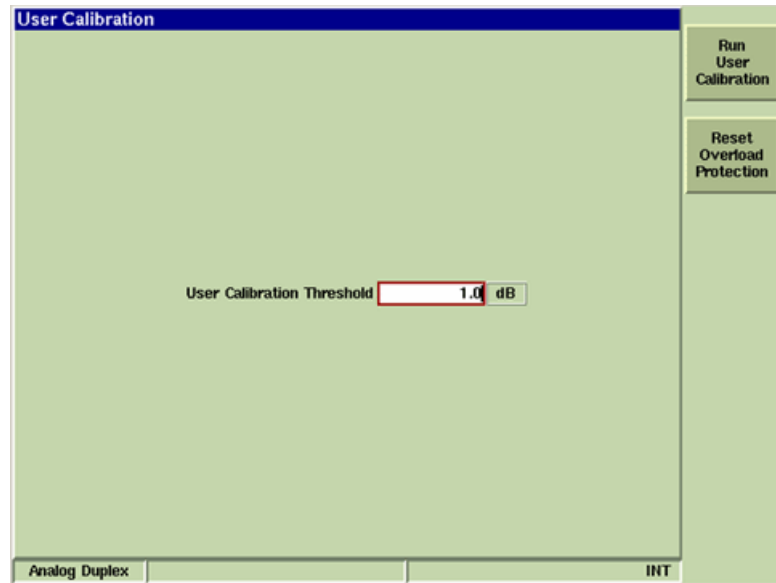 User Calibration
Run
User
Calibration
Reset
Overload
Protection
User Calibration Threshold 1.0 dB
Analog Duplex INT